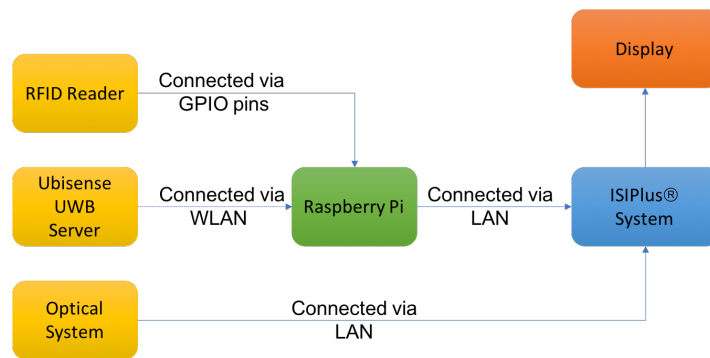 Display
RFID Reader
Connected via
GPIO pins
Ubisense
UWB
Server
Connected via
WLAN
Raspberry Pi
Connected via
LAN
ISIPlus®
System
Optical
System
Connected via
LAN